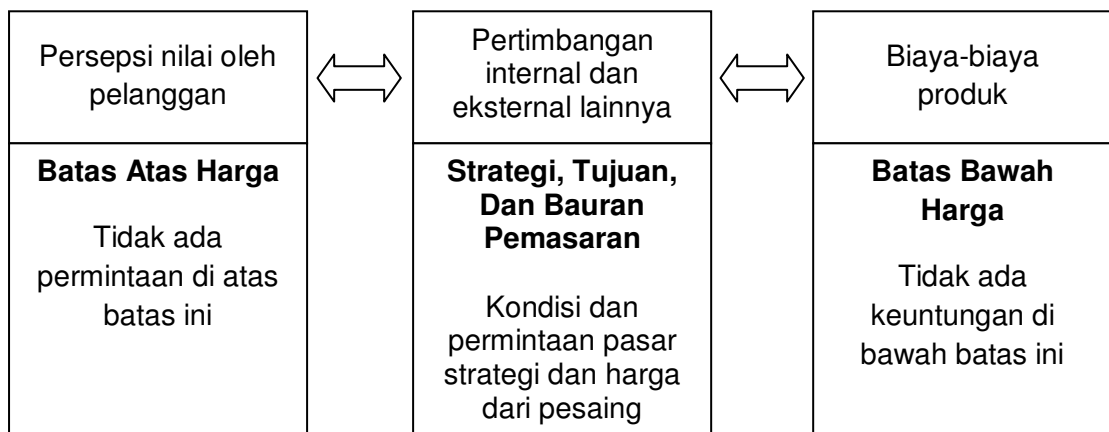 Persepsi nilai oleh
pelanggan
Pertimbangan
internal dan
eksternal lainnya
Biaya-biaya
produk
Batas Atas Harga
Tidak ada
permintaan di atas
batas ini
Strategi, Tujuan,
Dan Bauran
Pemasaran
Kondisi dan
permintaan pasar
strategi dan harga
dari pesaing
Batas Bawah
Harga
Tidak ada
keuntungan di
bawah batas ini